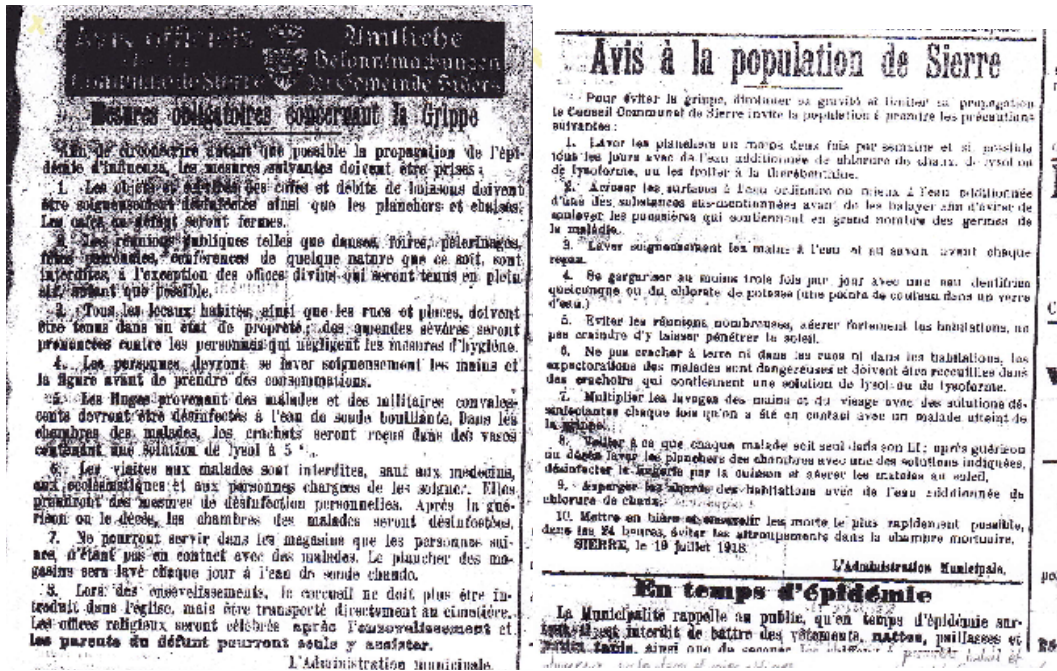 Avis officiels
Commune de Sierre
Amtliche
Bekanntmachungen
der Gemeinde Siders
Mesures obligatoires concernant la Grippe
Afin de circonscrire autant que possible la propagation de l'épi-
démie d'influenza, les mesures suivantes doivent être prises :
1. Les objets et des cafés et débits de boissons doivent
être soigneusement désinfectés ainsi que les planchers et chaises.
Les cafés en défaut seront fermés.
2. Les réunions publiques telles que danses, foires, pèlerinages,
fêtes patronales, conférences de quelque nature que ce soit, sont
interdites, à l'exception des offices divins qui seront tenus en plein
air, autant que possible.
3. Tous les locaux habités, ainsi que les rues et places, doivent
être tenus dans un état de propreté ; des amendes sévères seront
prononcées contre les personnes qui négligent les mesures d'hygiène.
4. Les personnes devront se laver soigneusement les mains et
la figure avant de prendre des consommations.
5. Les linges provenant des malades et des militaires convales-
cents devront être désinfectés à l'eau de soude bouillante. Dans les
chambres des malades, les crachats seront reçus dans des vases
contenant une solution de lysol à 5
6. Les visites aux malades sont interdites, sauf aux médecins,
aux ecclésiastiques et aux personnes chargées de les soigner. Elles
prendront des mesures de désinfection personnelles. Après la gué-
rison ou le décès, les chambres des malades seront désinfectées.
7. Ne pourront servir dans les magasins que les personnes sai-
nes, n'étant pas en contact avec des malades. Le plancher des ma-
gasins sera lavé chaque jour à l'eau de soude chaude.
8. Lors des ensevelissements, le cercueil ne doit plus être in-
troduit dans l'église, mais être transporté directement au cimetière.
Les offices religieux seront célébrés après l'ensevelissement et
les parents du défunt pourront seuls y assister.
L'Administration municipale.
Avis à la population de Sierre
Pour éviter la grippe, diminuer sa gravité et limiter sa propagation
le Conseil Communal de Sierre invite la population à prendre les précautions
suivantes :
1. Laver les planchers au moins deux fois par semaine et si possible
tous les jours avec de l'eau additionnée de chlorure de chaux, de lysol ou
de lysoforme, ou les frotter à la thérébentine.
2. Arroser les surfaces à l'eau ordinaire ou mieux à l'eau additionnée
d'une des substances sus-mentionnées avant de les balayer afin d'éviter de
soulever les poussières qui contiennent en grand nombre des germes de
la maladie.
3. Laver soigneusement les mains à l'eau et au savon avant chaque
repas.
4. Se gargariser au moins trois fois par jour avec une eau dentifrice
quelconque ou du chlorate de potasse (une pointe de couteau dans un verre
d'eau.)
5. Eviter les réunions nombreuses, aérer fortement les habitations, ne
pas craindre d'y laisser pénétrer le soleil.
6. Ne pas cracher à terre ni dans les rues ni dans les habitations, les
expectorations des malades sont dangereuses et doivent être recueillies dans
des crachoirs qui contiennent une solution de lysol ou de lysoforme.
7. Multiplier les lavages des mains et du visage avec des solutions dé-
sinfectantes chaque fois qu'on a été en contact avec un malade atteint de
la grippe.
8. Veiller à ce que chaque malade soit seul dans son lit ; après guérison
ou décès laver les planchers des chambres avec une des solutions indiquées,
désinfecter la lingerie par la cuisson et aérer les matelas au soleil.
9. Asperger les abords des habitations avec de l'eau additionnée de
chlorure de chaux.
10. Mettre en bière et ensevelir les morts le plus rapidement possible,
dans les 24 heures, éviter les attroupements dans la chambre mortuaire.
SIERRE, le 19 juillet 1918.
L'Administration Municipale.
En temps d'épidémie
La Municipalité rappelle au public, qu'en temps d'épidémie sur-
tout il est interdit de battre des vêtements, nattes, paillasses et
tapis, ainsi que de secouer les